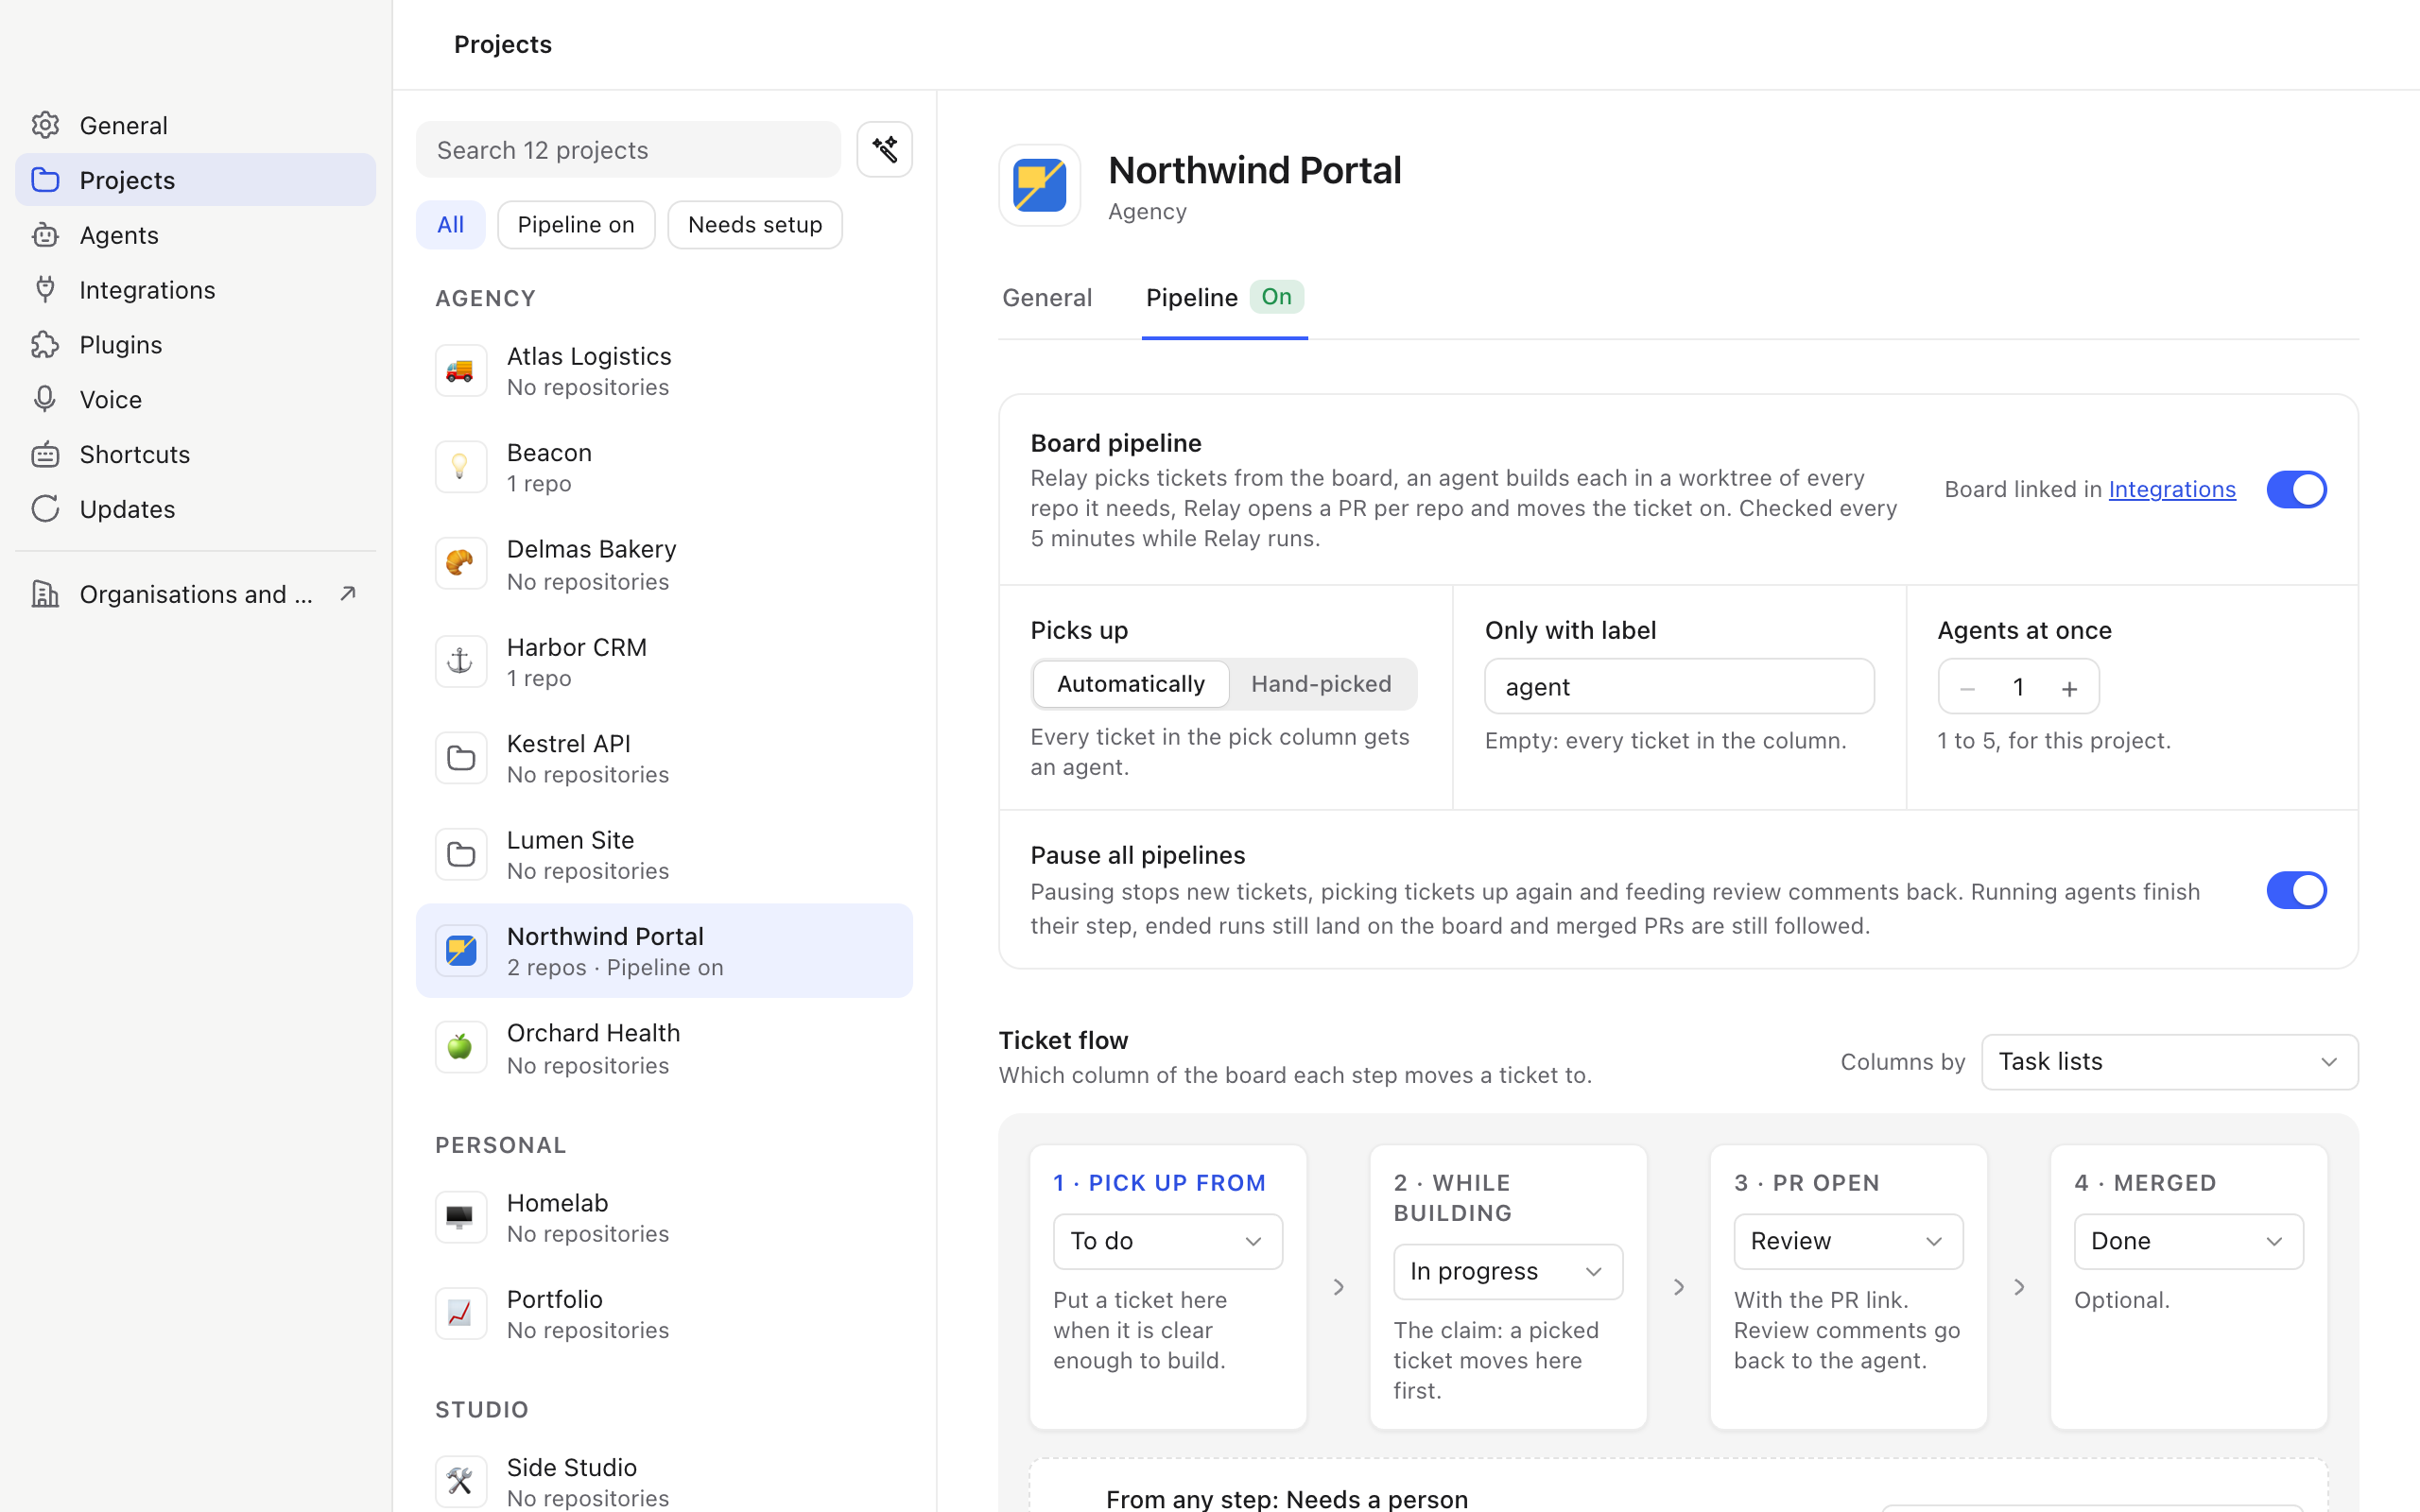 Projects
General
Projects
Agents
Integrations
Plugins
Voice
Shortcuts
Updates
Organisations and ...
Search 12 projects
All
Pipeline on
Needs setup
AGENCY
Atlas Logistics
No repositories
Beacon
1 repo
Delmas Bakery
No repositories
Harbor CRM
1 repo
Kestrel API
No repositories
Lumen Site
No repositories
Northwind Portal
2 repos · Pipeline on
Orchard Health
No repositories
PERSONAL
Homelab
No repositories
Portfolio
No repositories
STUDIO
Side Studio
No repositories
Northwind Portal
Agency
General
Pipeline On
Board pipeline
Relay picks tickets from the board, an agent builds each in a worktree of every
repo it needs, Relay opens a PR per repo and moves the ticket on. Checked every
5 minutes while Relay runs.
Board linked in Integrations
Picks up
Automatically
Hand-picked
Every ticket in the pick column gets
an agent.
Only with label
agent
Empty: every ticket in the column.
Agents at once
− 1 +
1 to 5, for this project.
Pause all pipelines
Pausing stops new tickets, picking tickets up again and feeding review comments back. Running agents finish
their step, ended runs still land on the board and merged PRs are still followed.
Ticket flow
Which column of the board each step moves a ticket to.
Columns by
Task lists
1 · PICK UP FROM
To do
Put a ticket here
when it is clear
enough to build.
2 · WHILE
BUILDING
In progress
The claim: a picked
ticket moves here
first.
3 · PR OPEN
Review
With the PR link.
Review comments go
back to the agent.
4 · MERGED
Done
Optional.
From any step: Needs a person